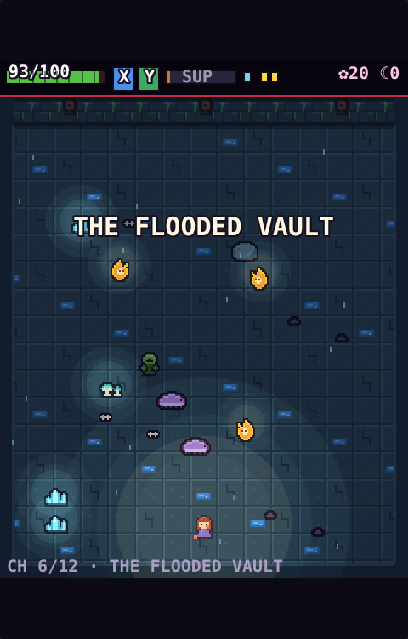 93/100 X Y SUP ✿20 ☾0
THE FLOODED VAULT
CH 6/12 · THE FLOODED VAULT